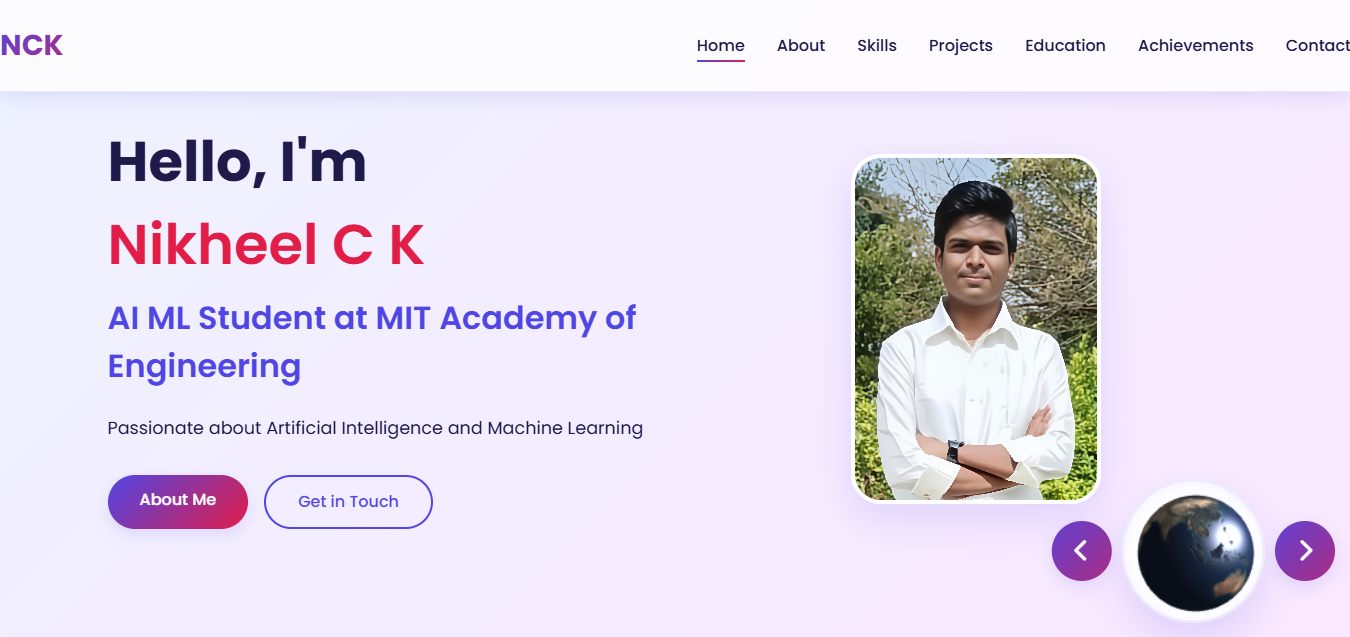 NCK
Home About Skills Projects Education Achievements Contact
Hello, I'm
Nikheel C K
AI ML Student at MIT Academy of
Engineering
Passionate about Artificial Intelligence and Machine Learning
About Me Get in Touch